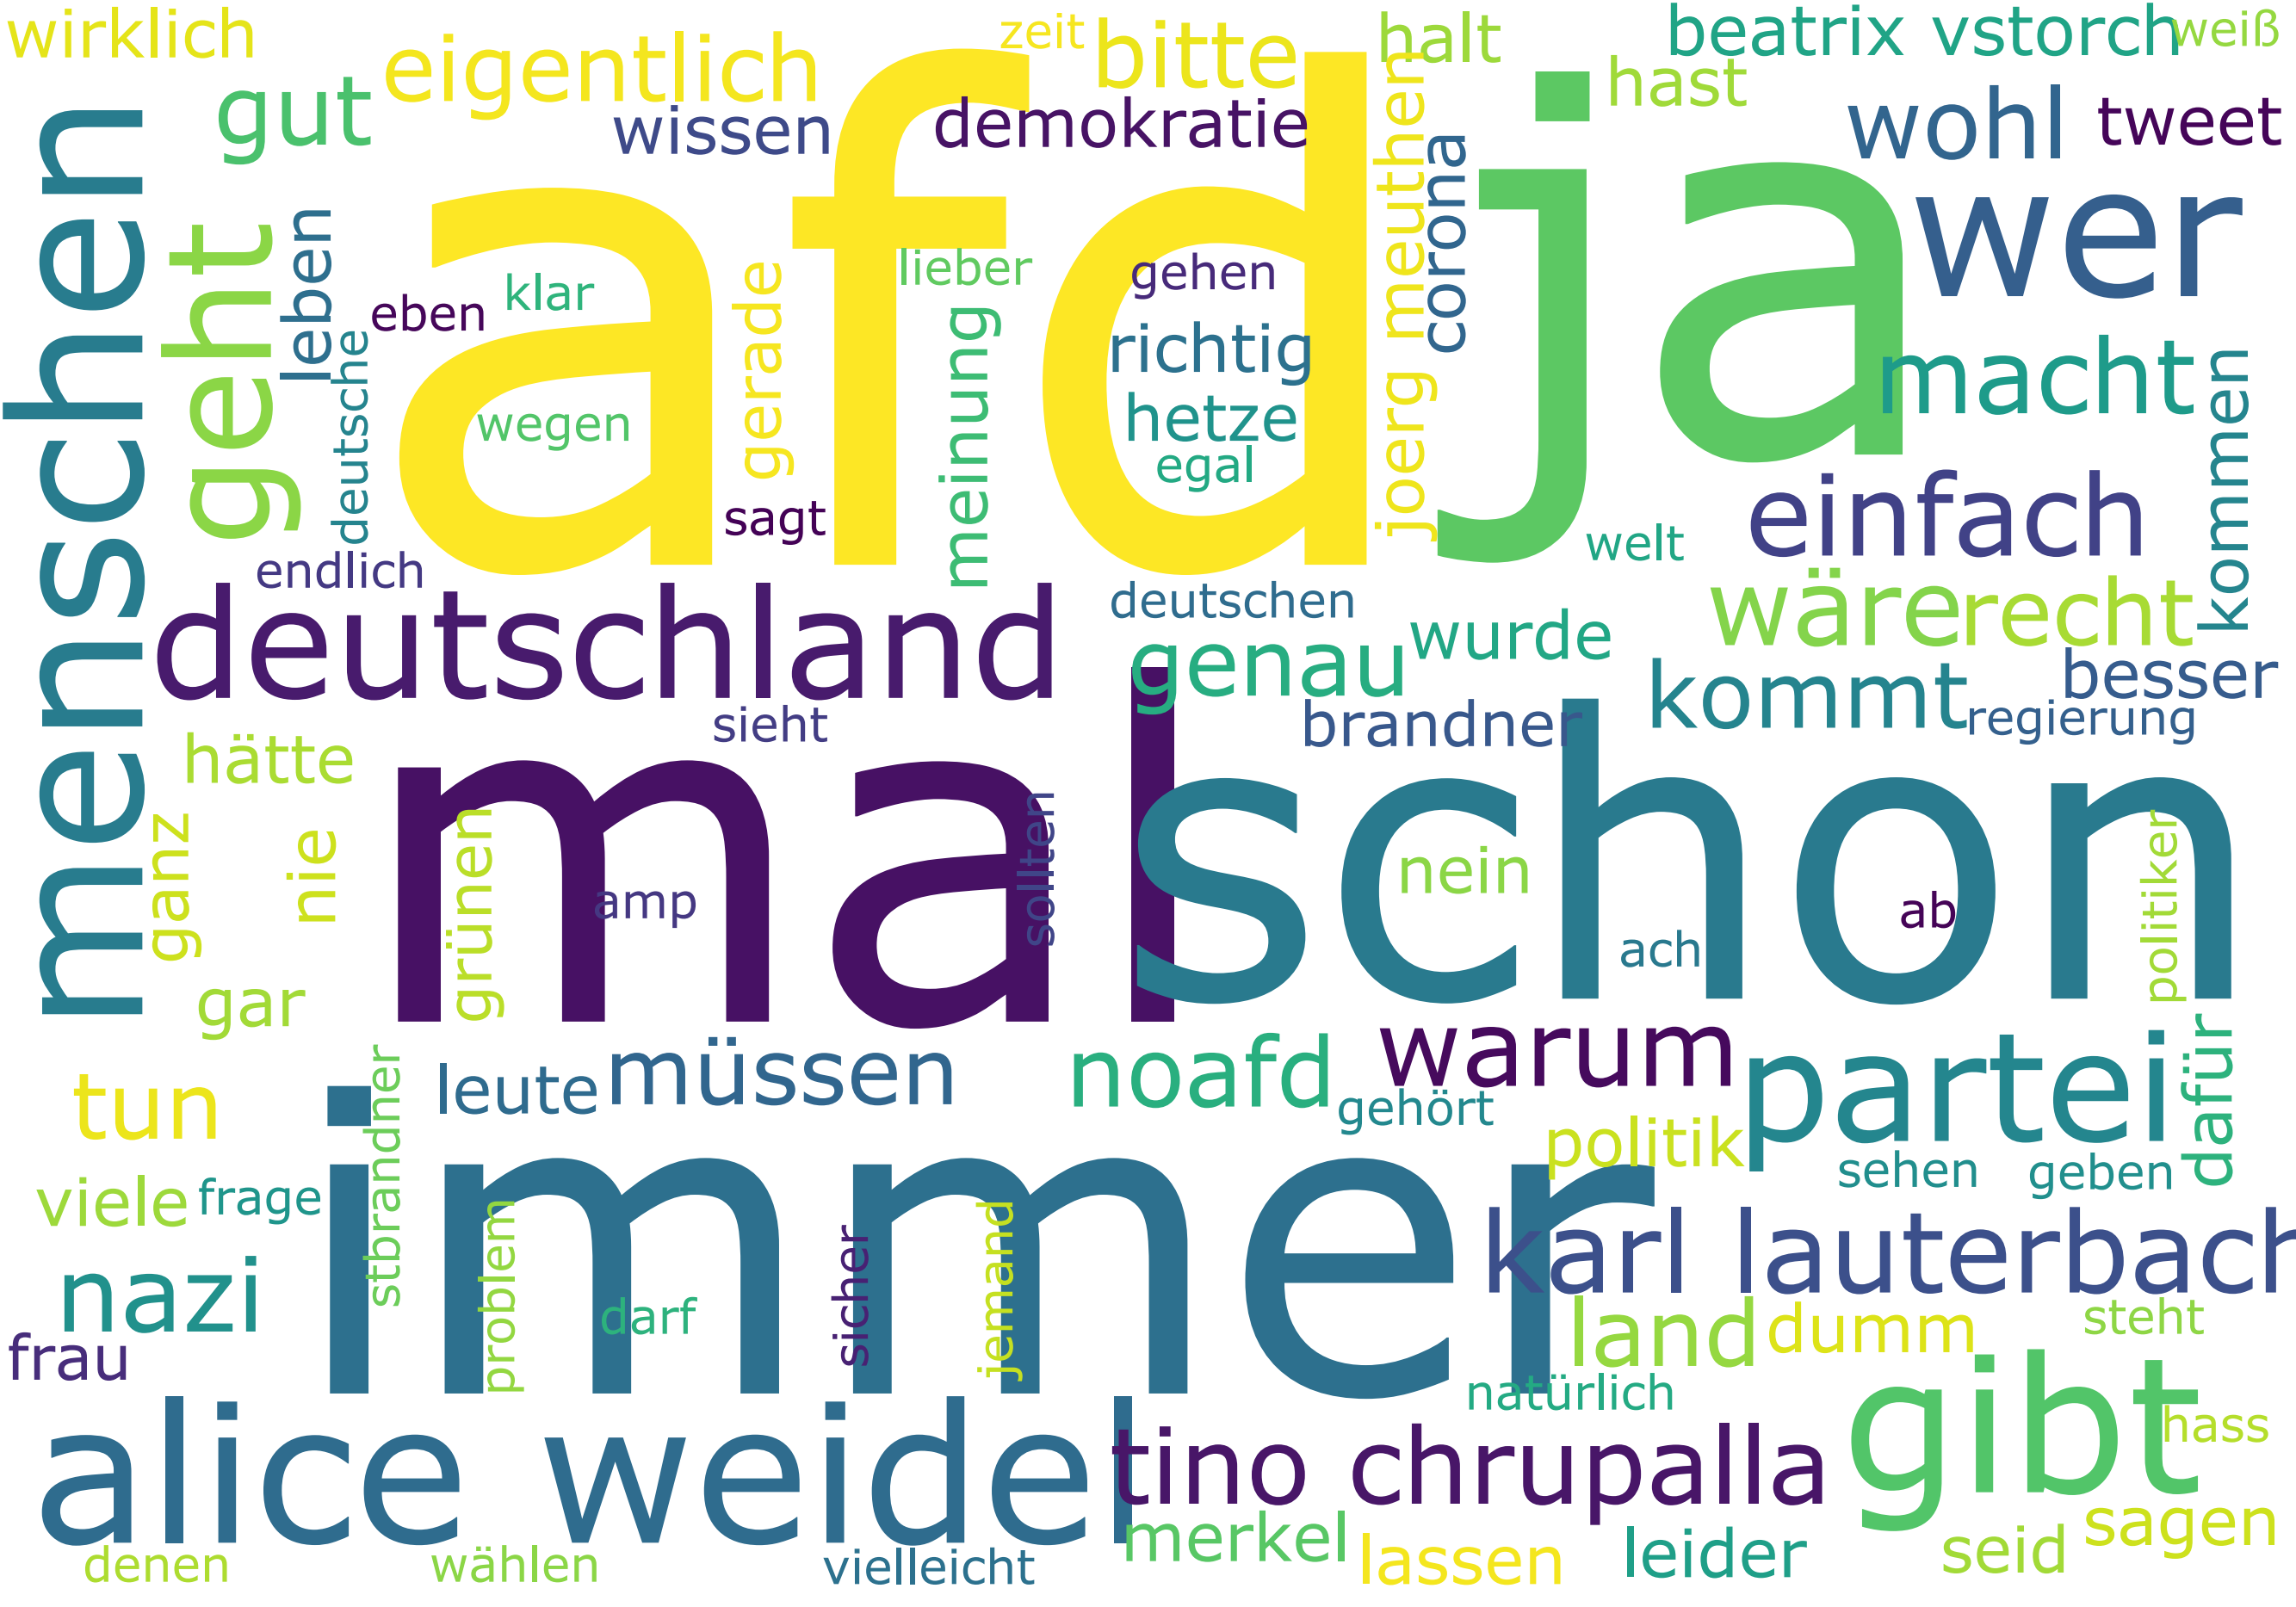 wirklich
eigentlich
zeit
bitte
halt
beatrix vstorch
weiß
gut
wissen
demokratie
hast
wohl
tweet
menschen
geht
leben
afd
ja
wer
joerg meuthen
corona
eben
klar
gerade
lieber
gehen
deutsche
wegen
meinung
richtig
macht
kommen
hetze
egal
sagt
einfach
welt
endlich
deutschland
deutschen
wäre
recht
genau
wurde
kommt
besser
sieht
brandner
regierung
hätte
mal
schon
ganz
nie
grünen
amp
sollten
nein
ach
ab
politiker
gar
tun
leute
müssen
noafd
warum
partei
dafür
gehört
stbrandner
immer
politik
sehen
geben
viele
frage
karl lauterbach
nazi
problem
darf
sicher
jemand
land
dumm
steht
frau
natürlich
gibt
alice weidel
tino chrupalla
hass
merkel
lassen
leider
seid
sagen
denen
wählen
vielleicht